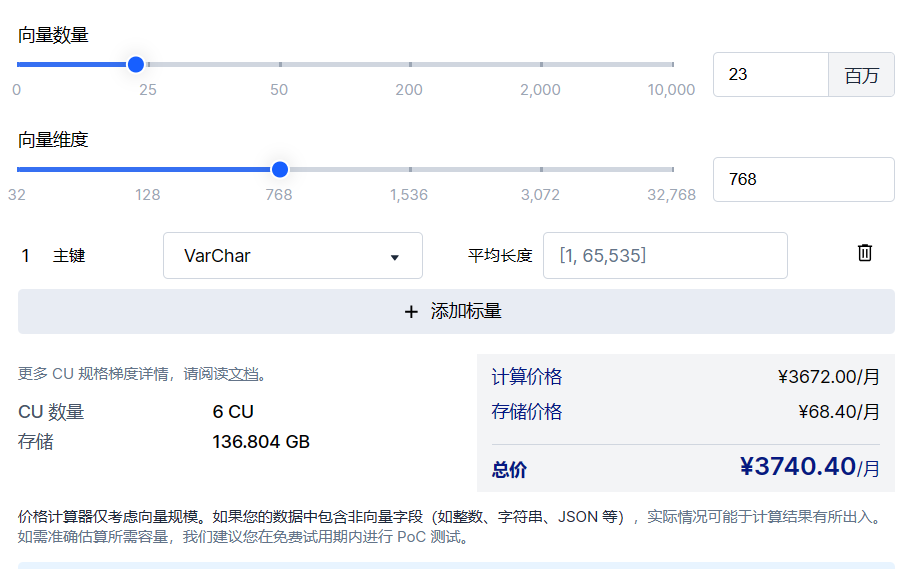 向量数量
0 25 50 200 2,000 10,000 23 百万
向量维度
32 128 768 1,536 3,072 32,768 768
1 主键 VarChar 平均长度 [1, 65,535]
+ 添加标量
更多 CU 规格梯度详情，请阅读文档。
CU 数量 6 CU
存储 136.804 GB
计算价格 ¥3672.00/月
存储价格 ¥68.40/月
总价 ¥3740.40/月
价格计算器仅考虑向量规模。如果您的数据中包含非向量字段（如整数、字符串、JSON 等），实际情况可能于计算结果有所出入。
如需准确估算所需容量，我们建议您在免费试用期内进行 PoC 测试。